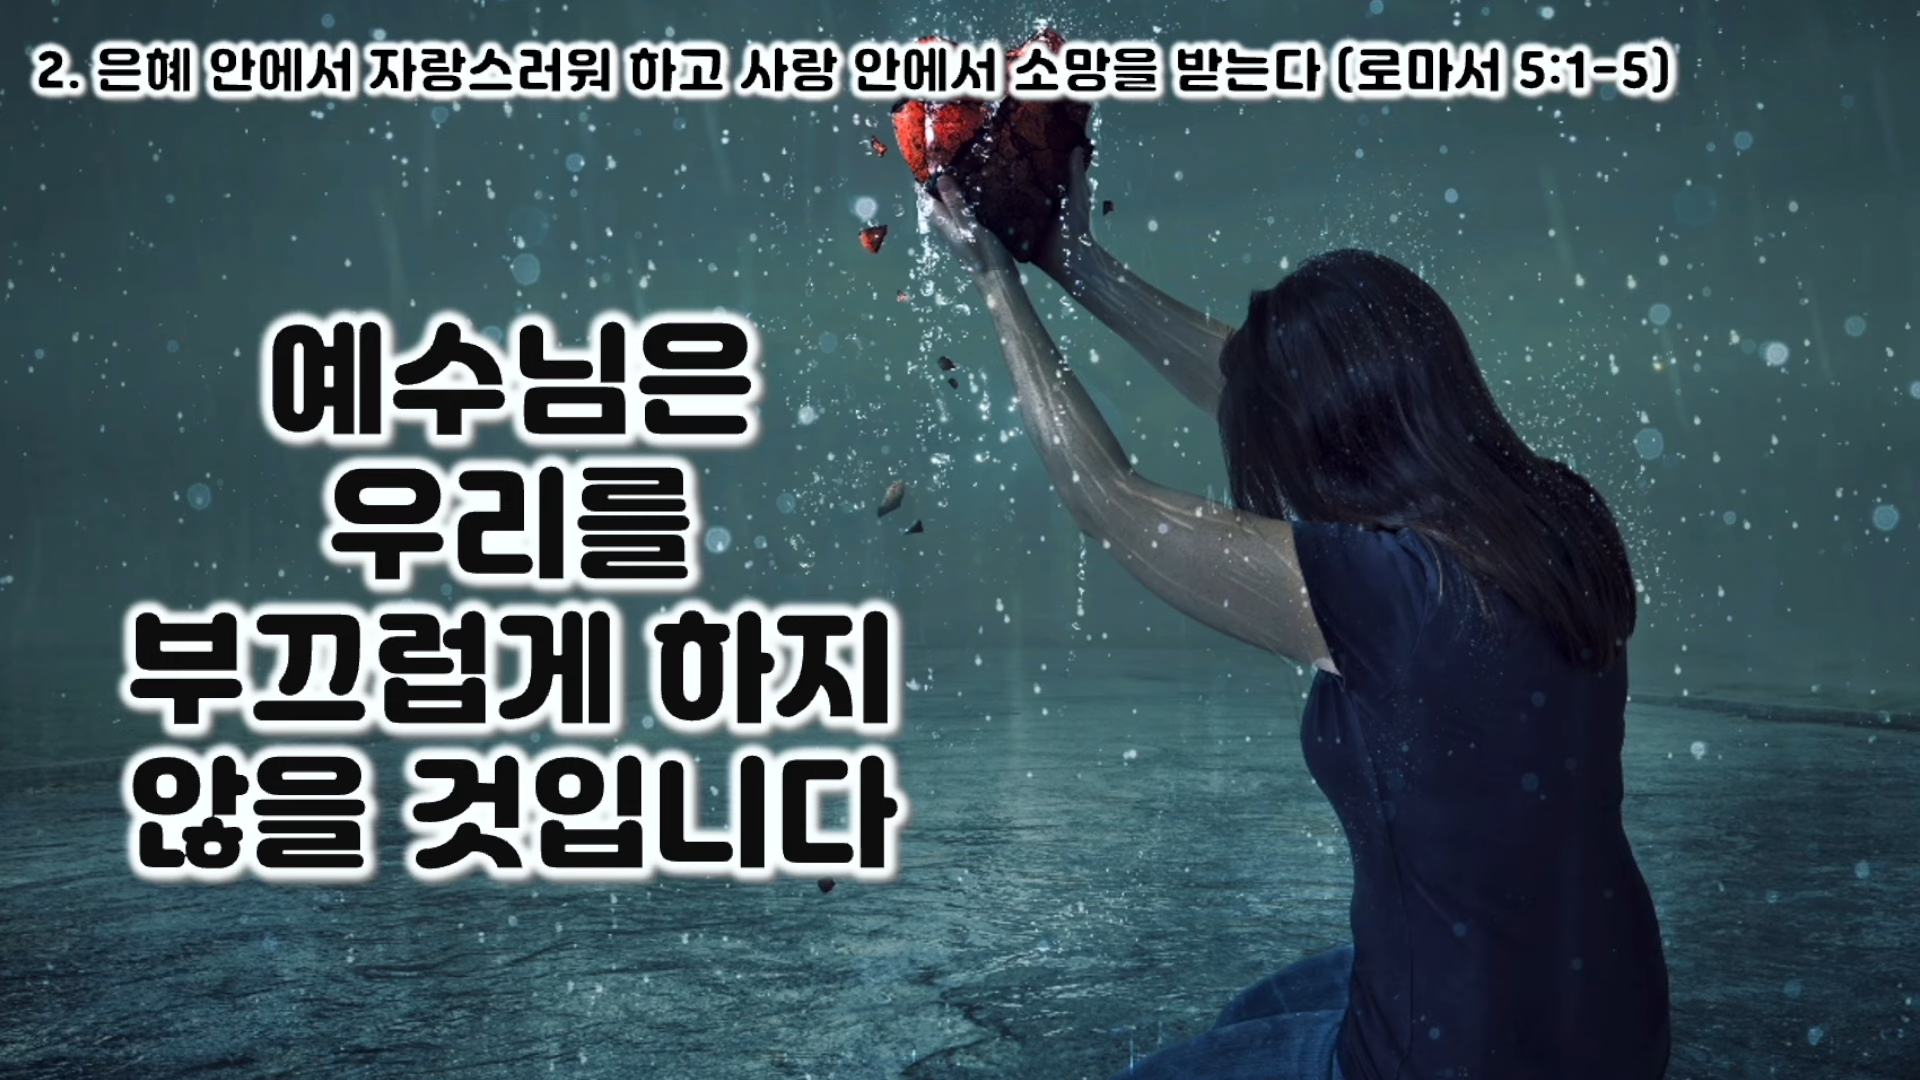 2. 은혜 안에서 자랑스러워 하고 사랑 안에서 소망을 받는다 (로마서 5:1-5)
예수님은
우리를
부끄럽게 하지
않을 것입니다